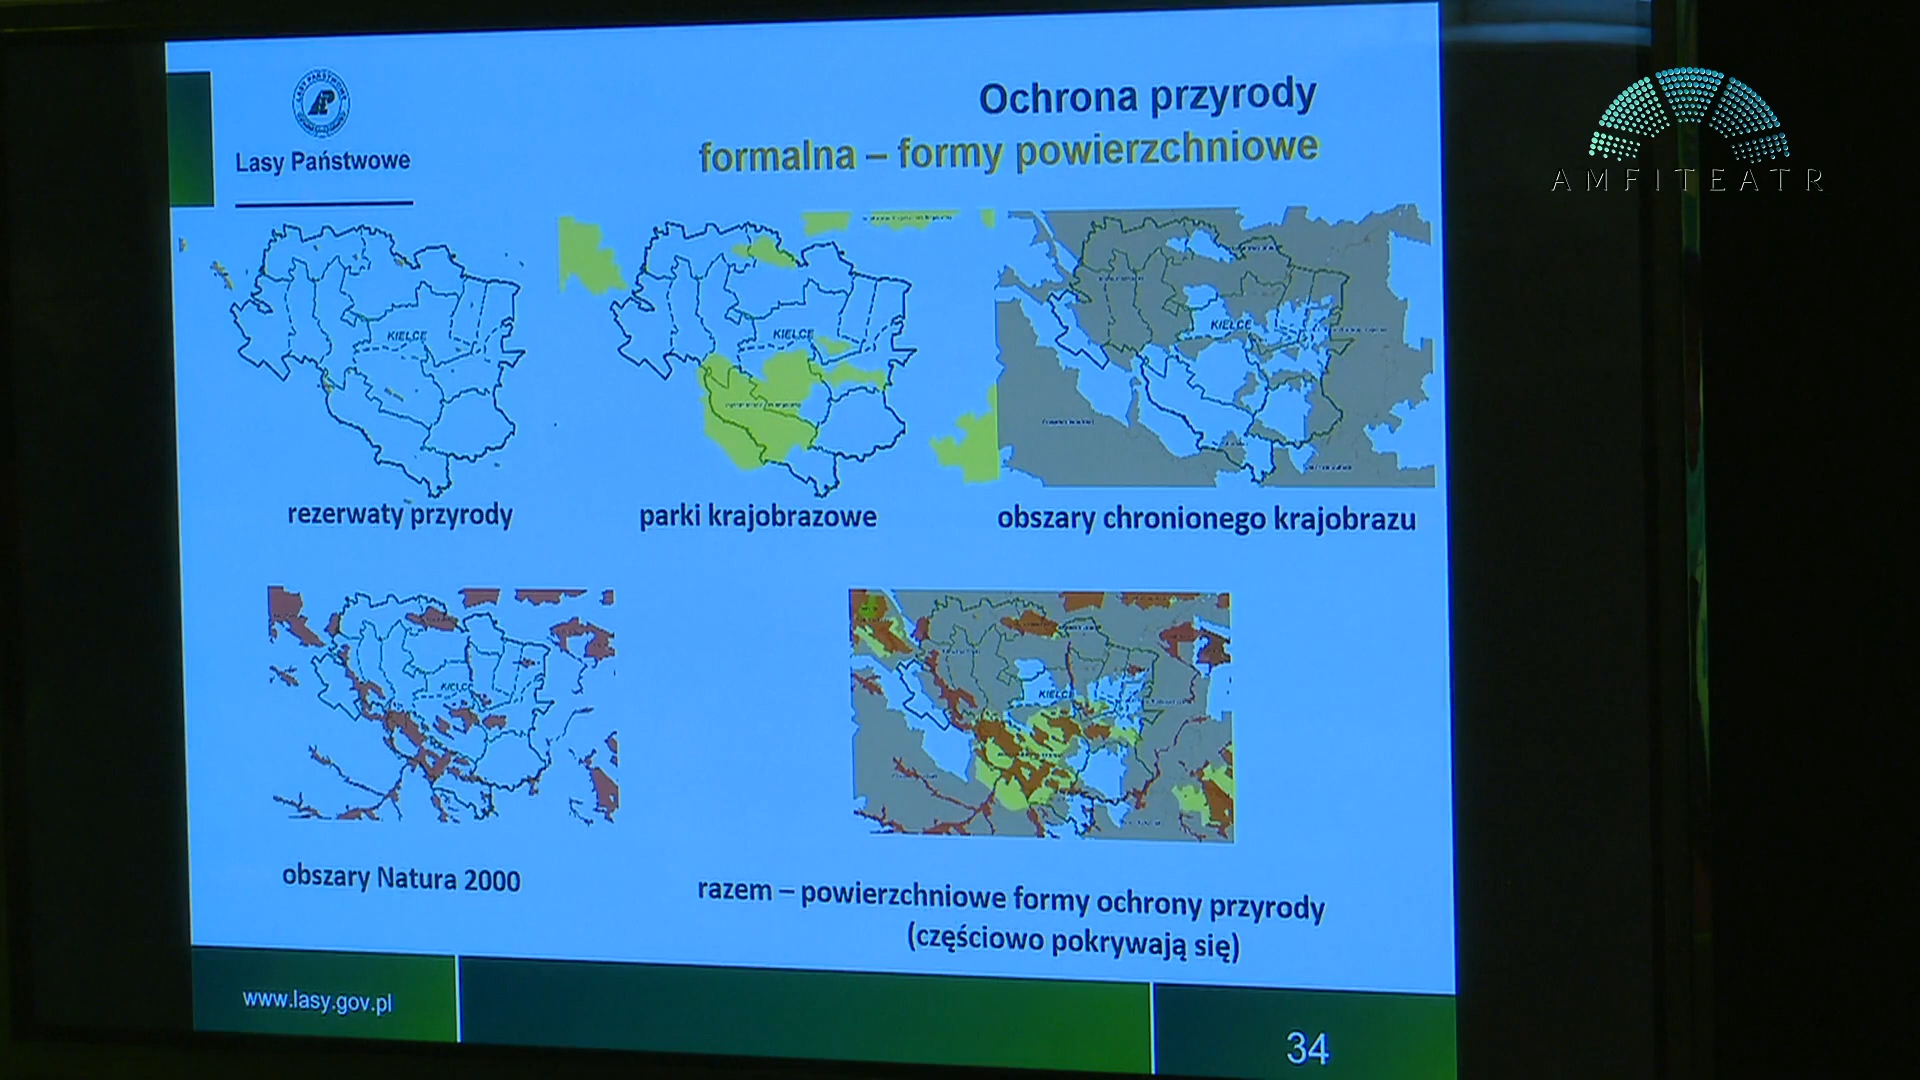 Ochrona przyrody
formalna – formy powierzchniowe
Lasy Państwowe
AMFITEATR
KIELCE
KIELCE
KIELCE
rezerwaty przyrody
parki krajobrazowe
obszary chronionego krajobrazu
KIELCE
KIELCE
obszary Natura 2000
razem – powierzchniowe formy ochrony przyrody
(częściowo pokrywają się)
www.lasy.gov.pl
34